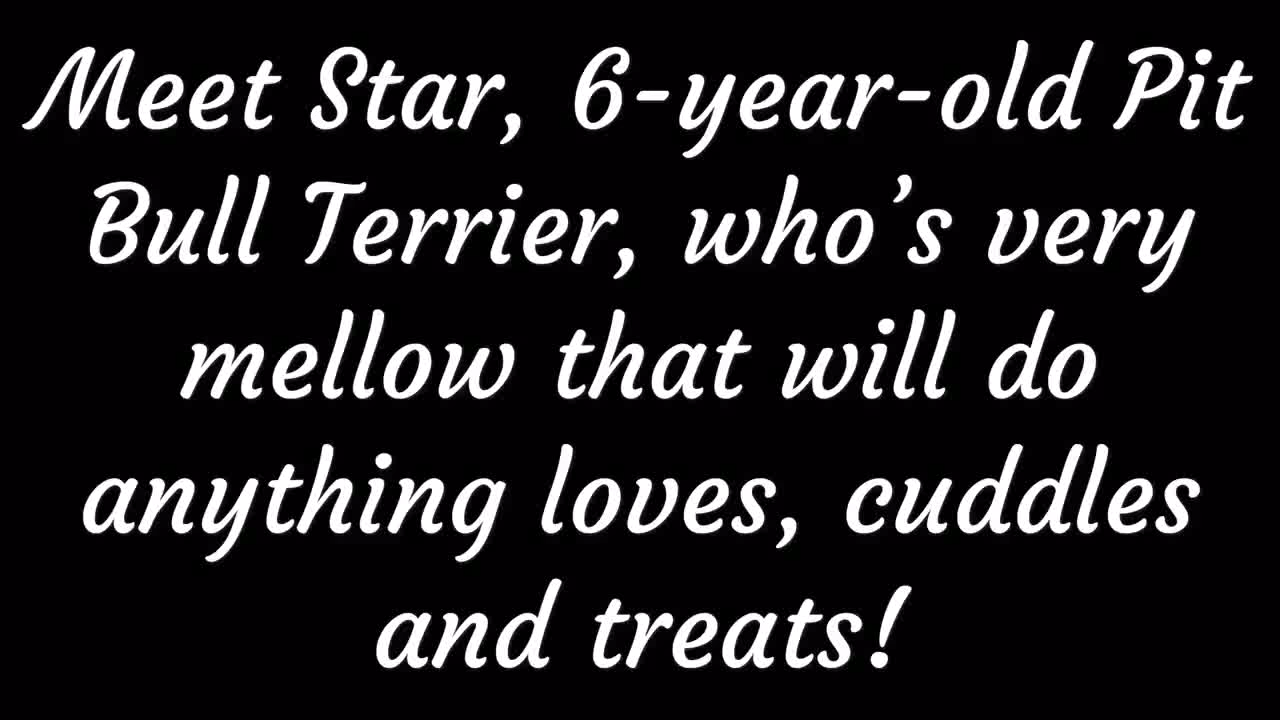 Meet Star, 6-year-old Pit
Bull Terrier, who’s very
mellow that will do
anything loves, cuddles
and treats!